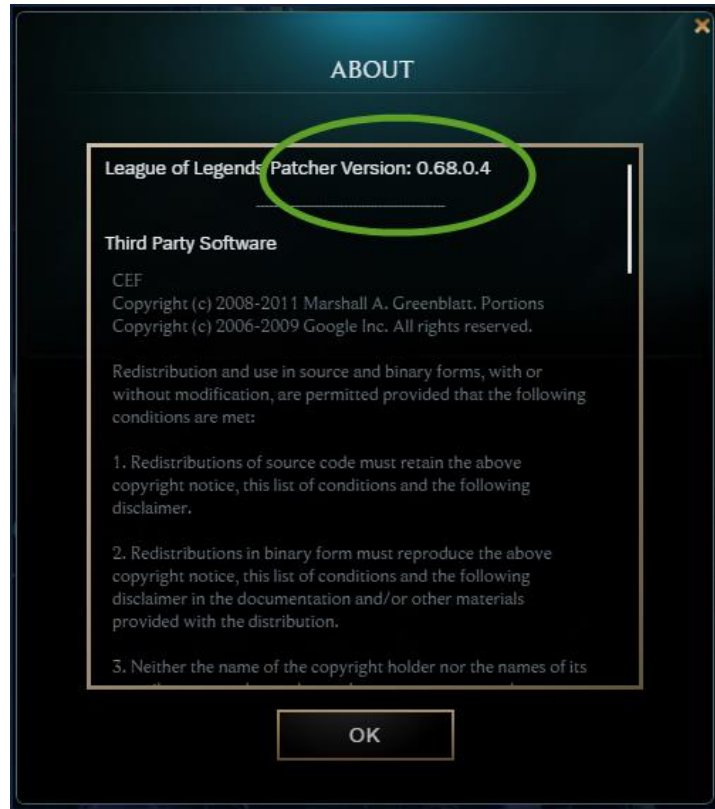 ABOUT
League of Legends Patcher Version: 0.68.0.4
Third Party Software
CEF
Copyright (c) 2008-2011 Marshall A. Greenblatt. Portions
Copyright (c) 2006-2009 Google Inc. All rights reserved.
Redistribution and use in source and binary forms, with or
without modification, are permitted provided that the following
conditions are met:
1. Redistributions of source code must retain the above
copyright notice, this list of conditions and the following
disclaimer.
2. Redistributions in binary form must reproduce the above
copyright notice, this list of conditions and the following
disclaimer in the documentation and/or other materials
provided with the distribution.
3. Neither the name of the copyright holder nor the names of its
OK